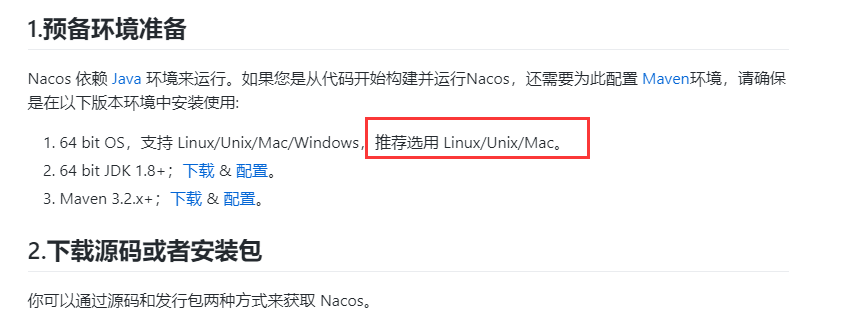 1.预备环境准备
Nacos 依赖 Java 环境来运行。如果您是从代码开始构建并运行Nacos，还需要为此配置 Maven环境，请确保
是在以下版本环境中安装使用:
1. 64 bit OS，支持 Linux/Unix/Mac/Windows，推荐选用 Linux/Unix/Mac。
2. 64 bit JDK 1.8+；下载 & 配置。
3. Maven 3.2.x+；下载 & 配置。
2.下载源码或者安装包
你可以通过源码和发行包两种方式来获取 Nacos。